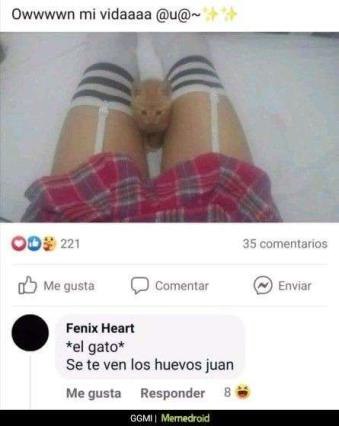 Owwwwn mi vidaaaa @u@~✨✨
221
35 comentarios
Me gusta
Comentar
Enviar
Fenix Heart
*el gato*
Se te ven los huevos juan
Me gusta
Responder
8
GGMI | Memedroid